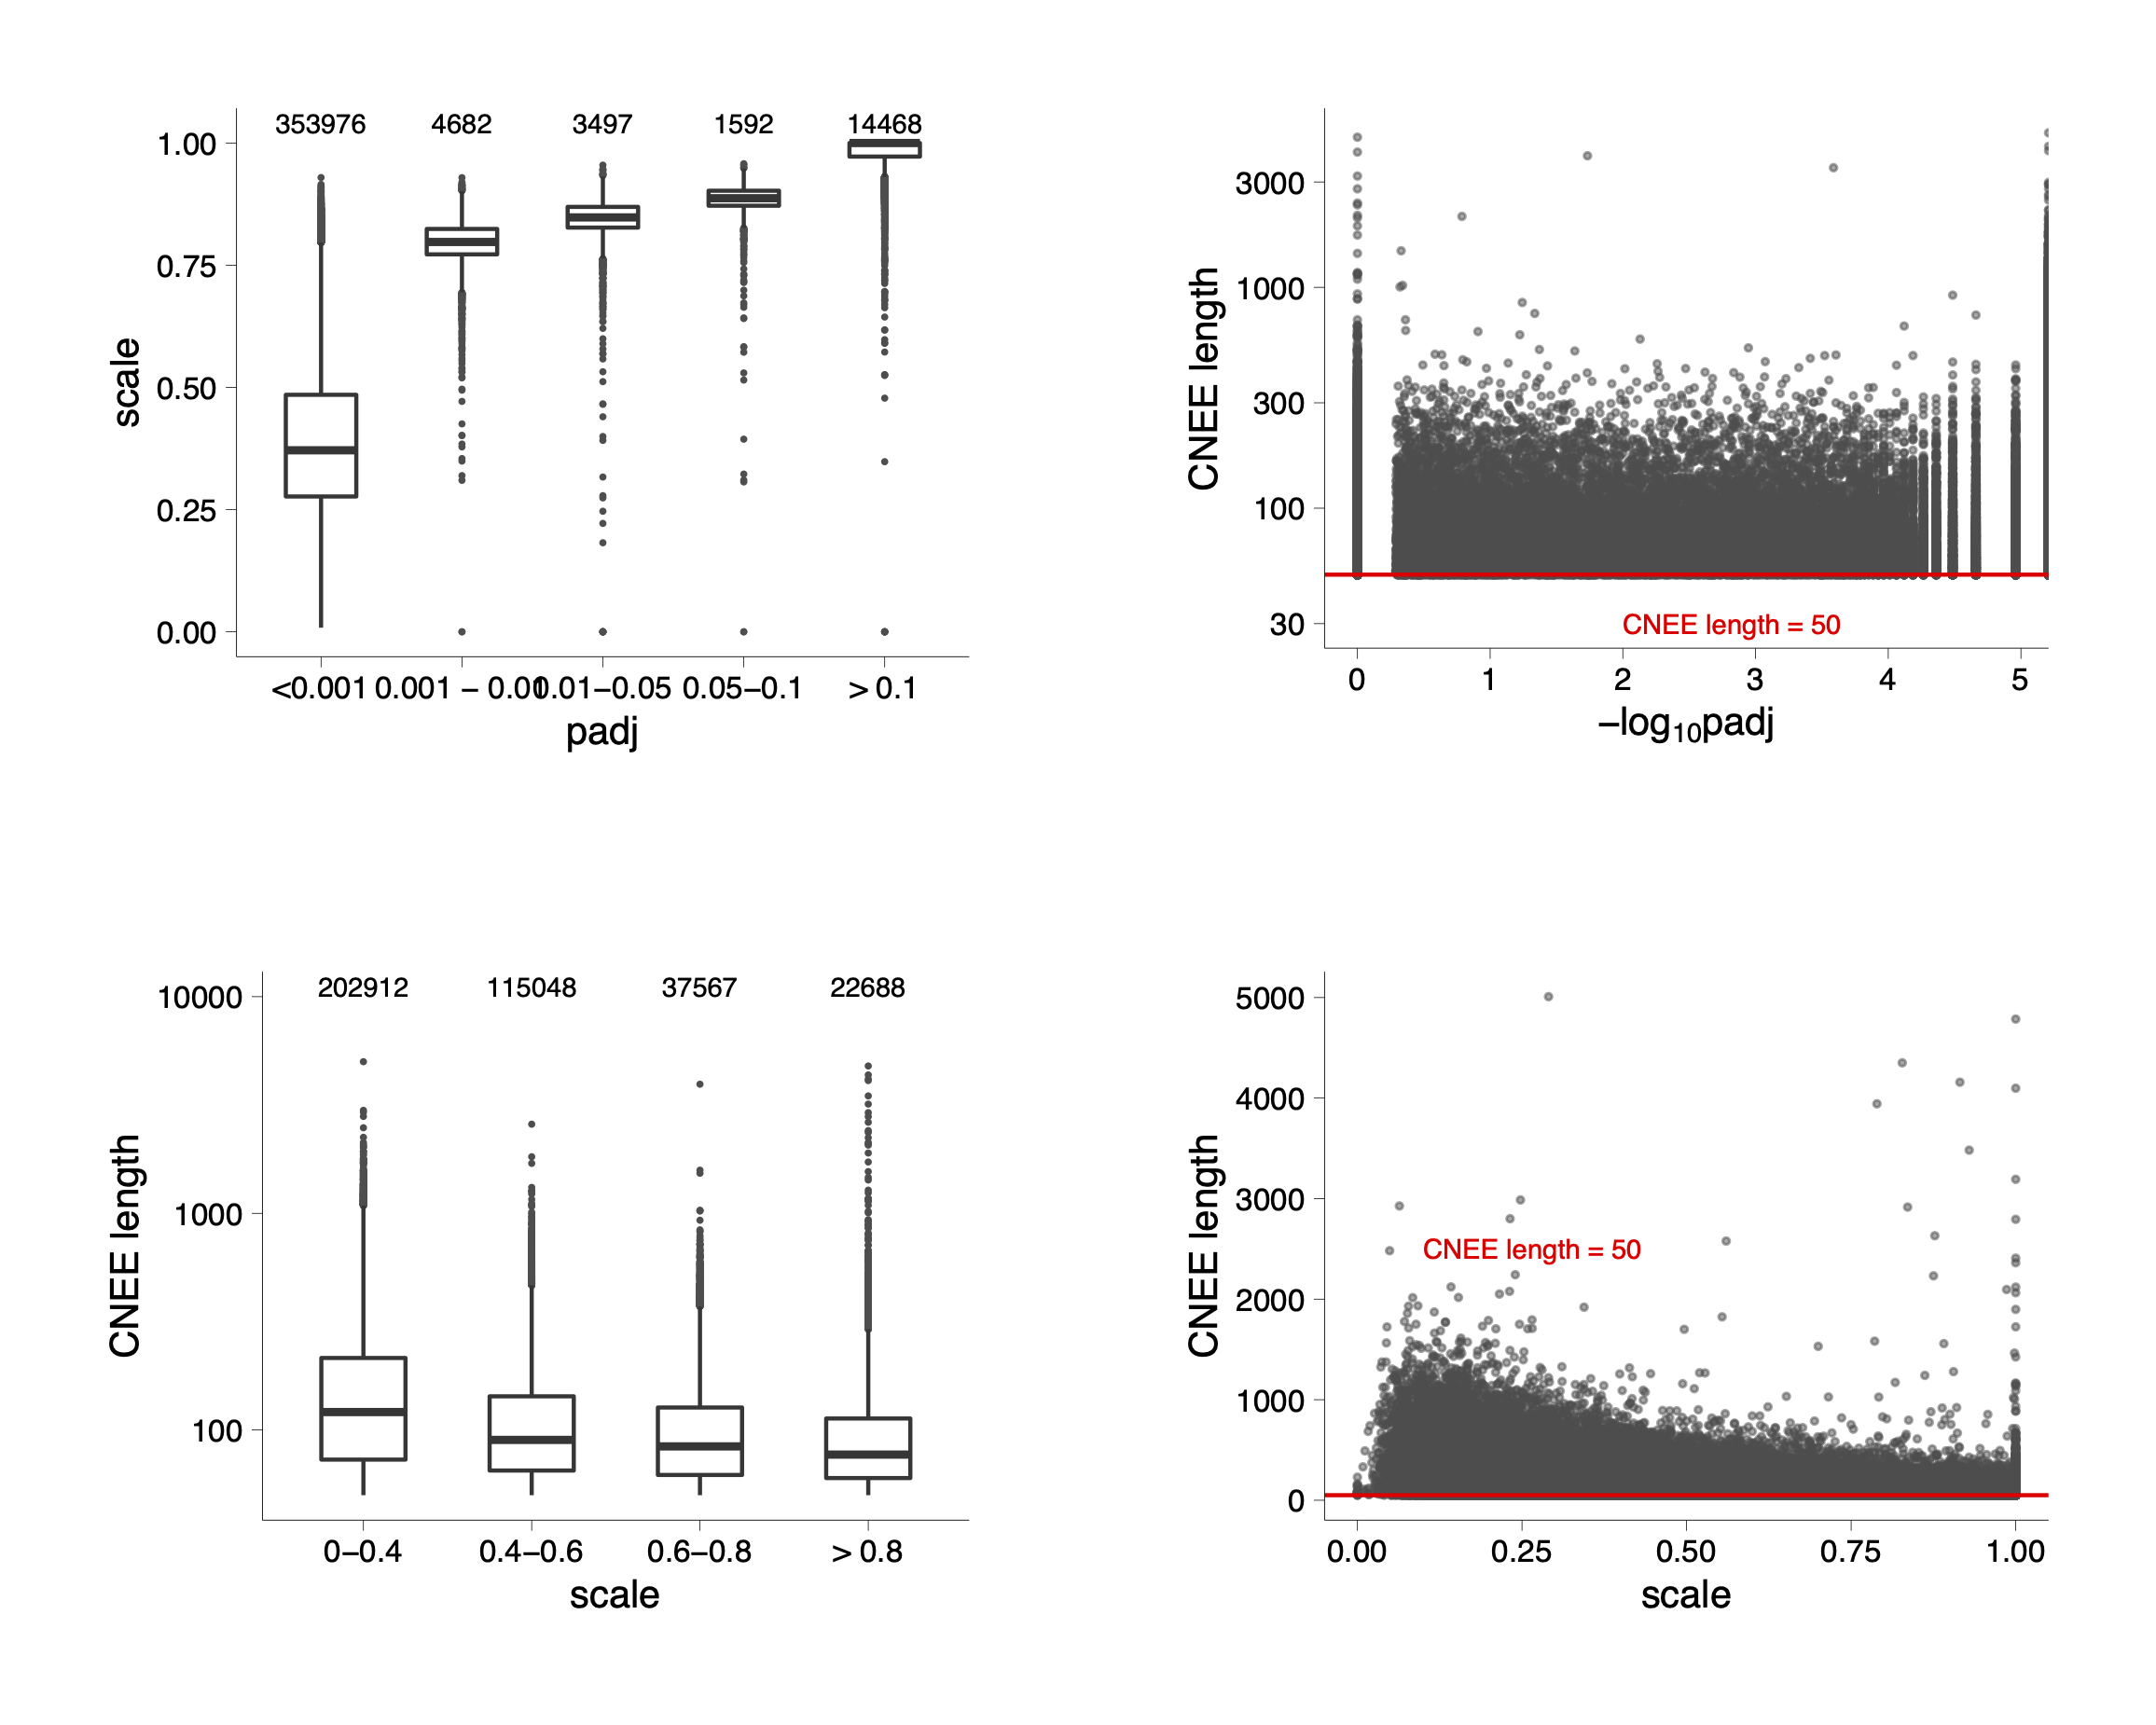 353976 4682 3497 1592 14468
1.00
0.75
0.50
0.25
0.00
scale
<0.001 0.001 – 0.01 0.01–0.05 0.05–0.1 > 0.1
padj
3000
1000
300
100
30
CNEE length
CNEE length = 50
0 1 2 3 4 5
–log10padj
202912 115048 37567 22688
10000
1000
100
CNEE length
0–0.4 0.4–0.6 0.6–0.8 > 0.8
scale
5000
4000
3000
2000
1000
0
CNEE length
CNEE length = 50
0.00 0.25 0.50 0.75 1.00
scale